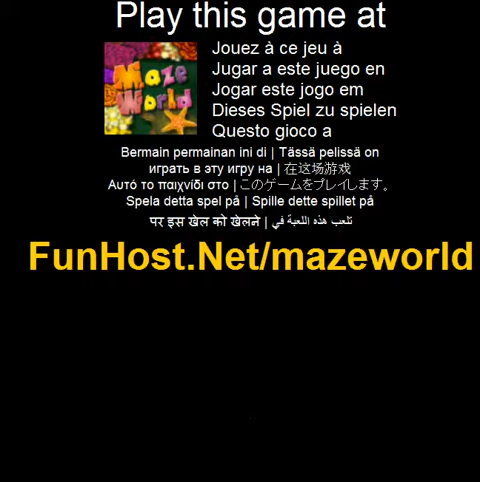 Play this game at
Maze
World
Jouez à ce jeu à
Jugar a este juego en
Jogar este jogo em
Dieses Spiel zu spielen
Questo gioco a
Bermain permainan ini di | Tässä pelissä on
играть в эту игру на | 在这场游戏
Αυτό το παιχνίδι στο | このゲームをプレイします。
Spela detta spel på | Spille dette spillet på
पर इस खेल को खेलने | تلعب هذه اللعبة في
FunHost.Net/mazeworld